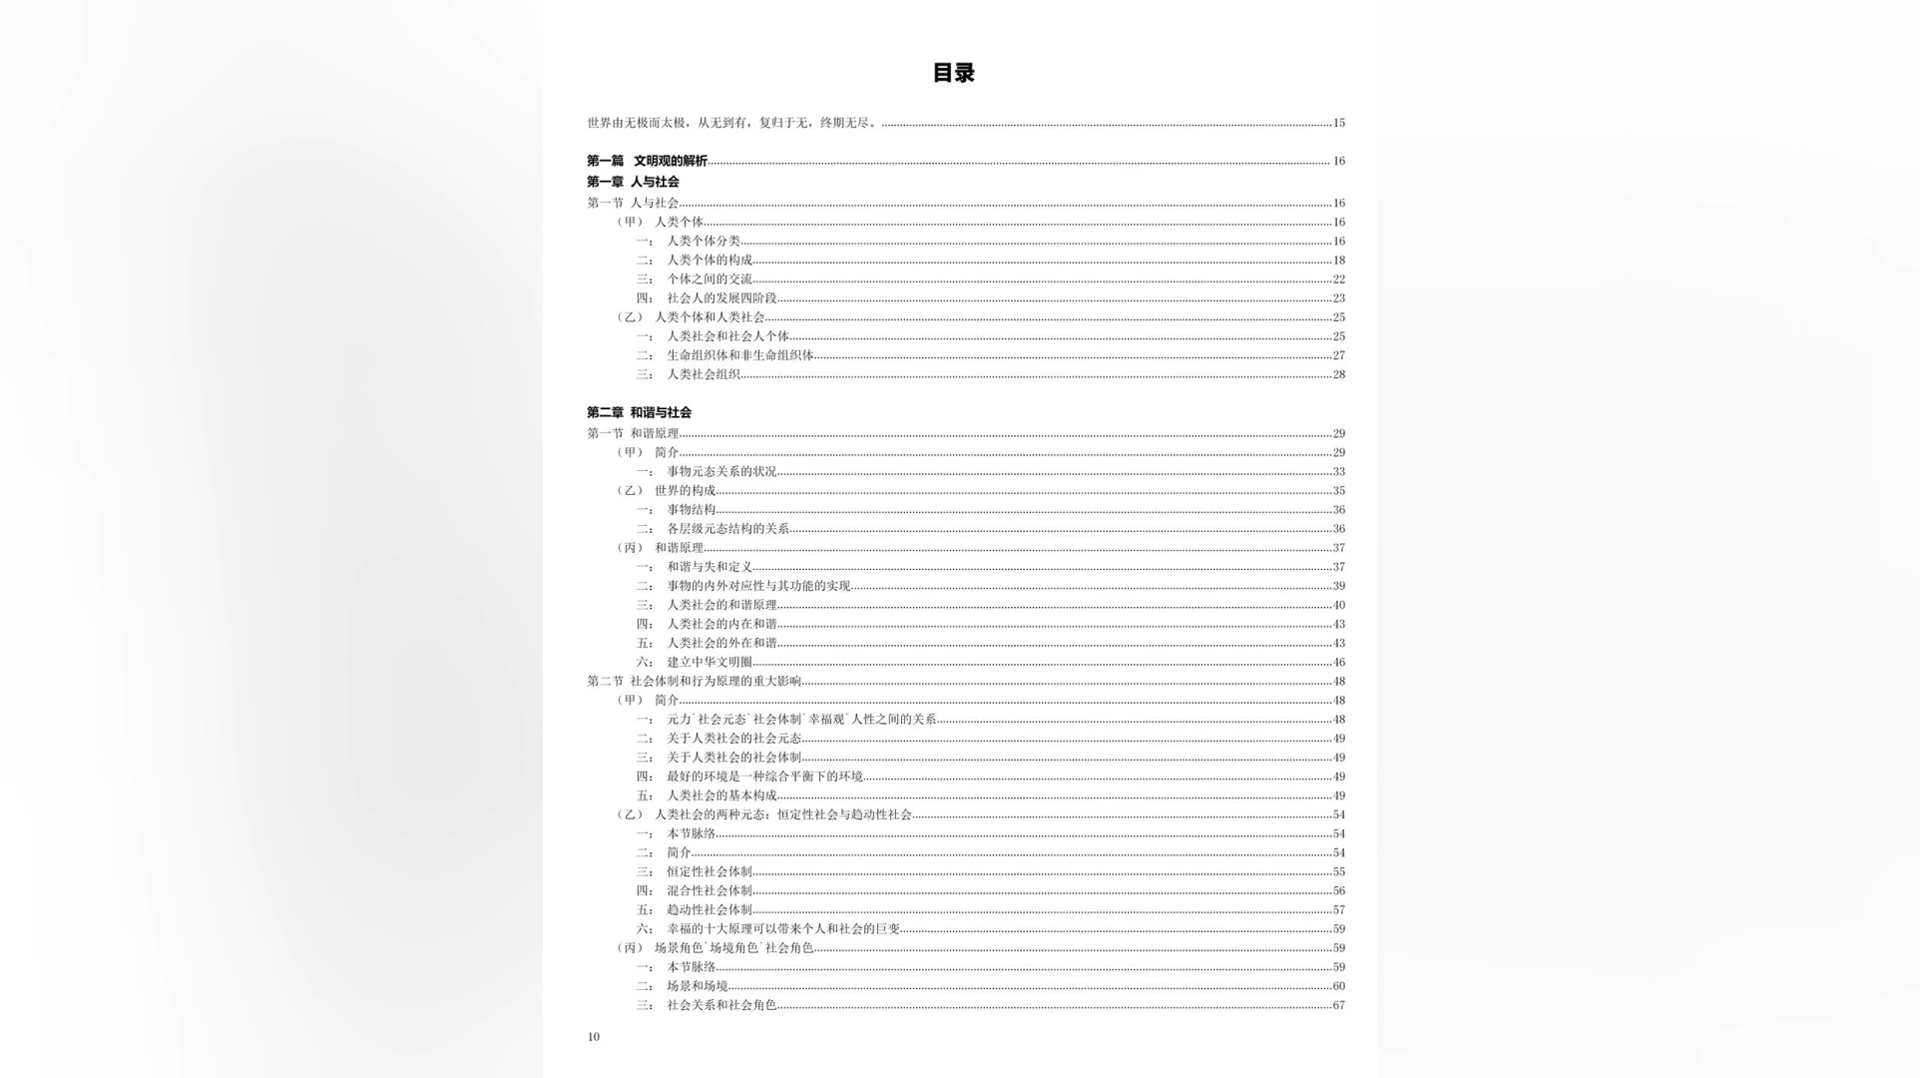 目录
世界由无极而太极，从无到有，复归于无，终期无尽。 15
第一篇 文明观的解析 16
第一章 人与社会
第一节 人与社会 16
（甲） 人类个体 16
一： 人类个体分类 16
二： 人类个体的构成 18
三： 个体之间的交流 22
四： 社会人的发展四阶段 23
（乙） 人类个体和人类社会 25
一： 人类社会和社会人个体 25
二： 生命组织体和非生命组织体 27
三： 人类社会组织 28
第二章 和谐与社会
第一节 和谐原理 29
（甲） 简介 29
一： 事物元态关系的状况 33
（乙） 世界的构成 35
一： 事物结构 36
二： 各层级元态结构的关系 36
（丙） 和谐原理 37
一： 和谐与失和定义 37
二： 事物的内外对应性与其功能的实现 39
三： 人类社会的和谐原理 40
四： 人类社会的内在和谐 43
五： 人类社会的外在和谐 43
六： 建立中华文明圈 46
第二节 社会体制和行为原理的重大影响 48
（甲） 简介 48
一： 元力`社会元态`社会体制`幸福观`人性之间的关系 48
二： 关于人类社会的社会元态 49
三： 关于人类社会的社会体制 49
四： 最好的环境是一种综合平衡下的环境 49
五： 人类社会的基本构成 49
（乙） 人类社会的两种元态：恒定性社会与趋动性社会 54
一： 本节脉络 54
二： 简介 54
三： 恒定性社会体制 55
四： 混合性社会体制 56
五： 趋动性社会体制 57
六： 幸福的十大原理可以带来个人和社会的巨变 59
（丙） 场景角色`场境角色`社会角色 59
一： 本节脉络 59
二： 场景和场境 60
三： 社会关系和社会角色 67
10